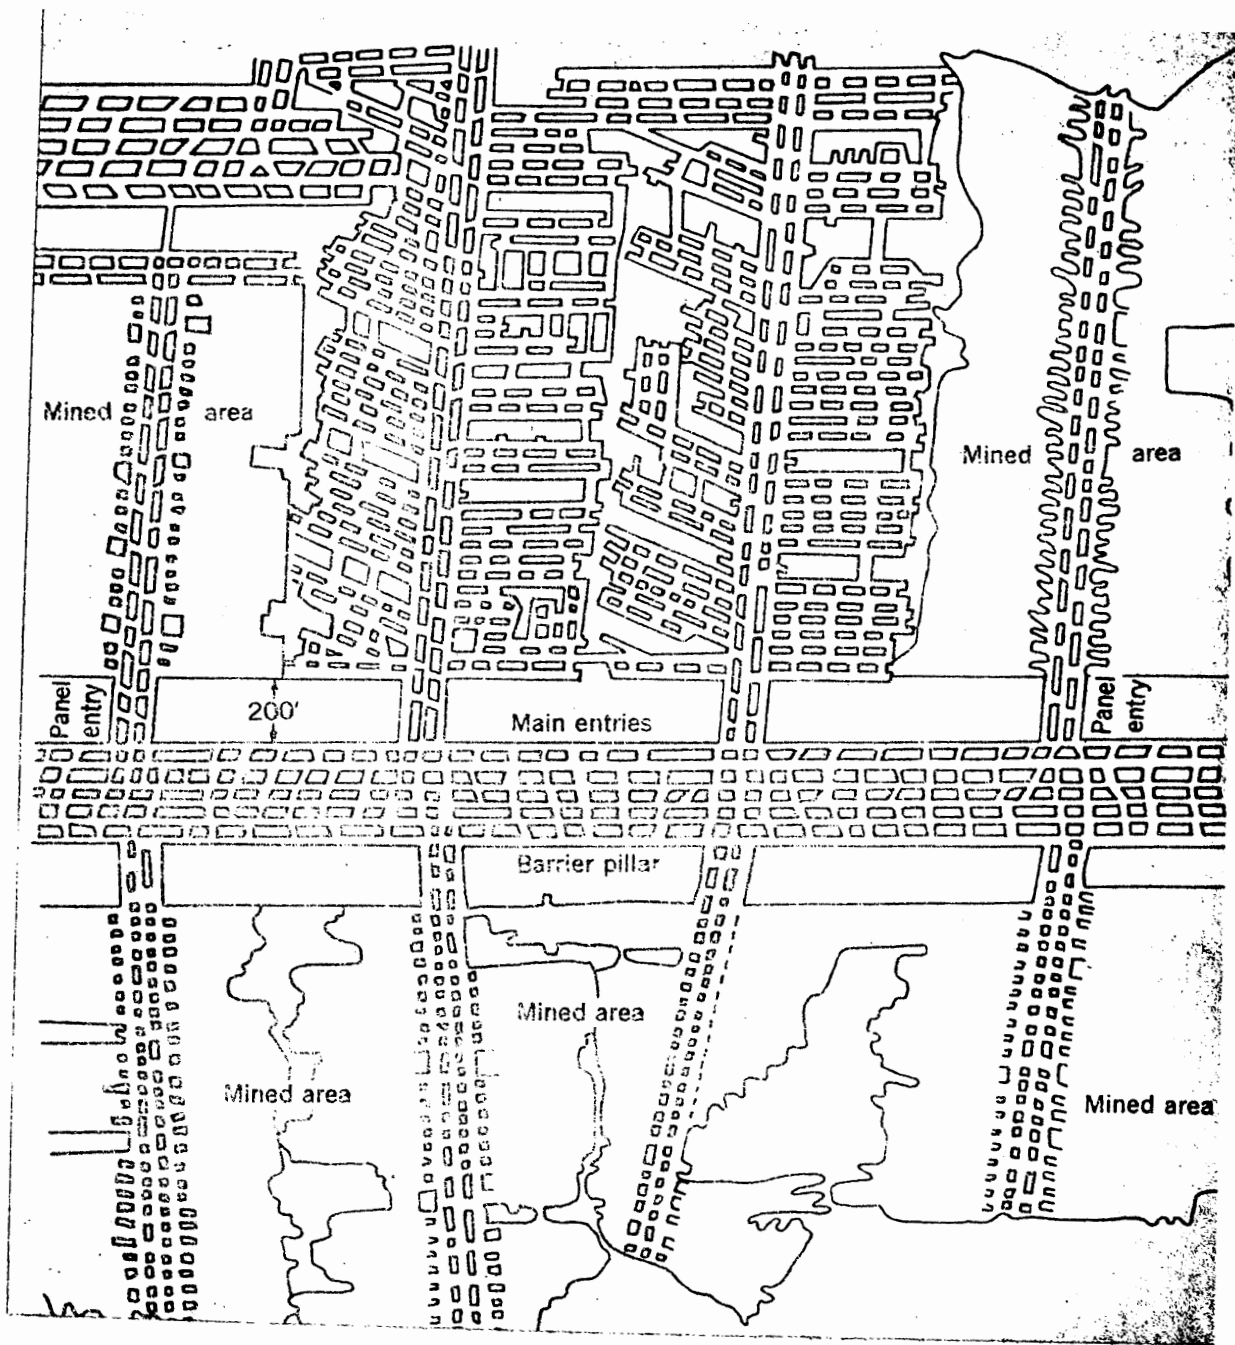 Mined area
Mined area
Panel
entry
200'
Main entries
Panel
entry
Barrier pillar
Mined area
Mined area
Mined area